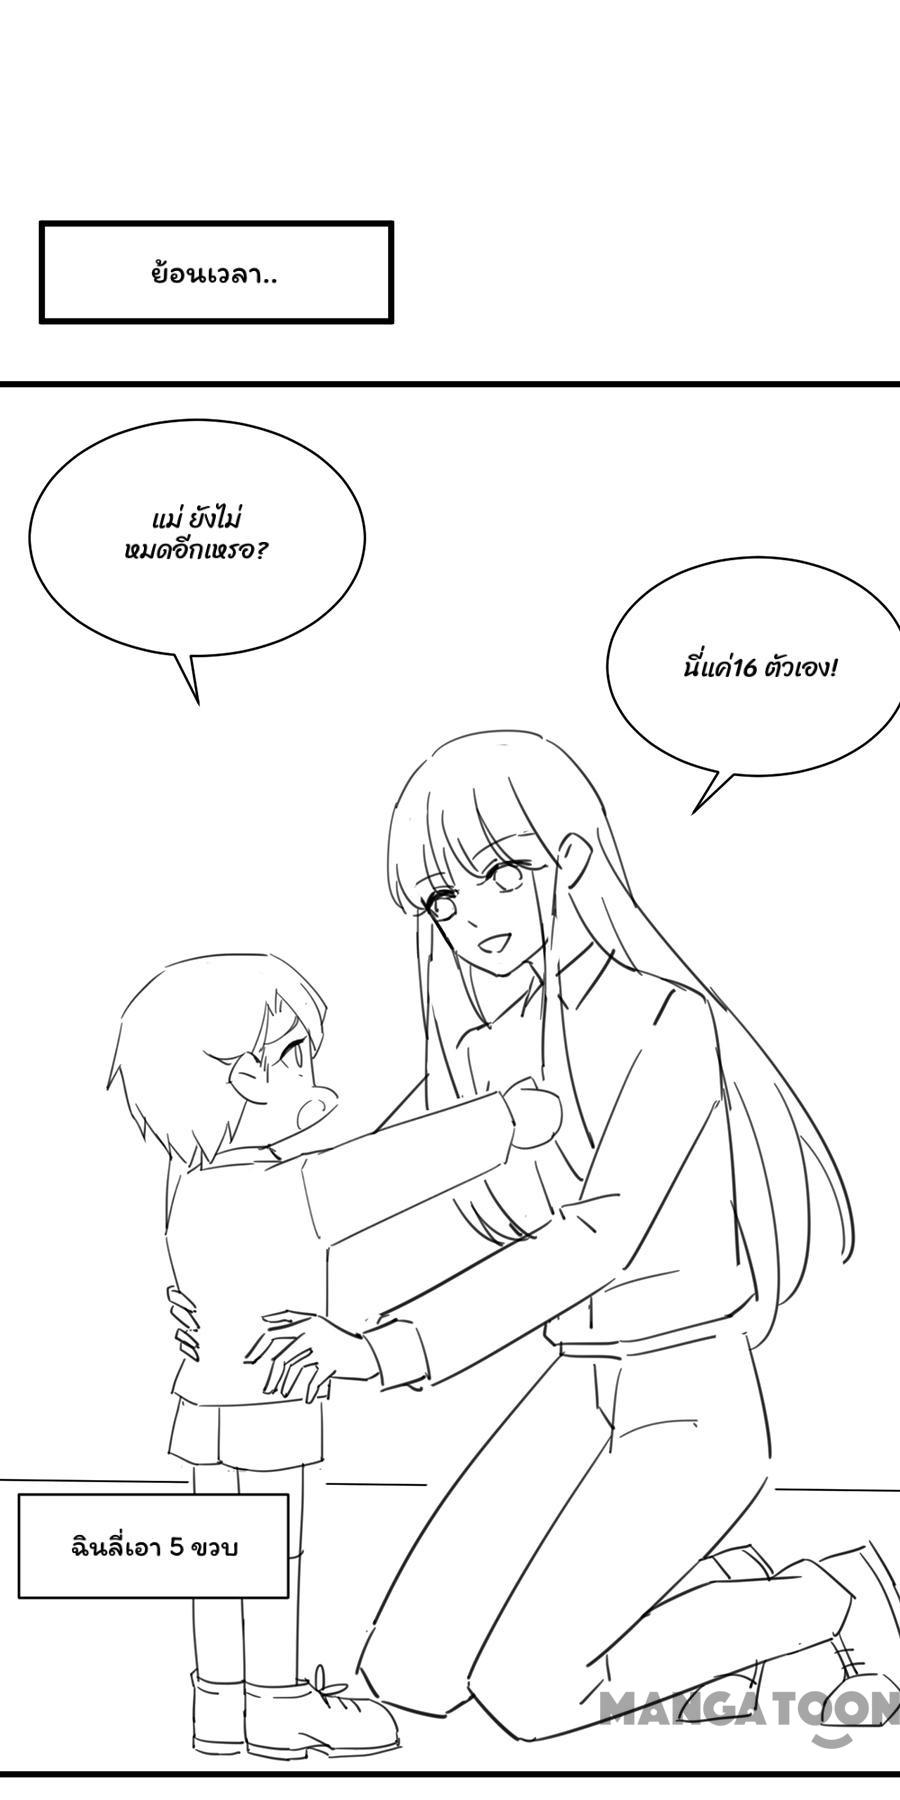 ย้อนเวลา..
แม่ ยังไม่
หมดอีกเหรอ?
นี่แค่16 ตัวเอง!
ฉินลี่เอา 5 ขวบ
MANGATOON